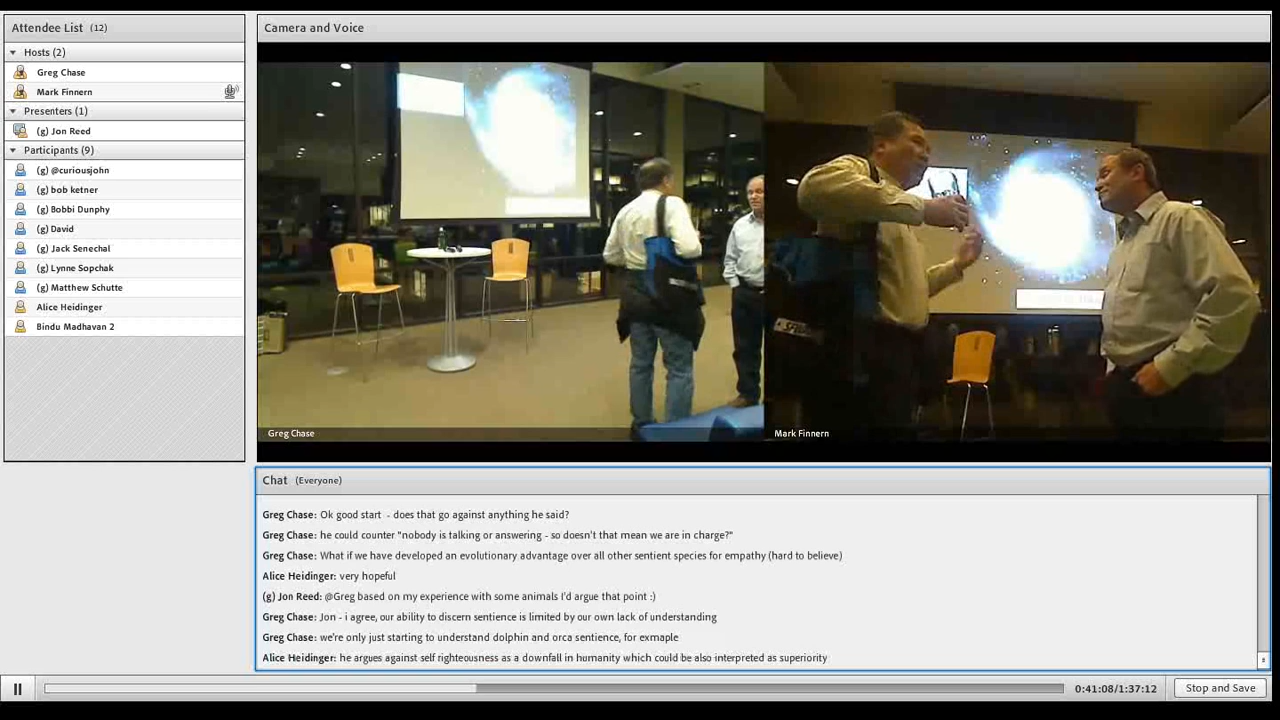 Attendee List (12)
Hosts (2)
Greg Chase
Mark Finnern
Presenters (1)
(g) Jon Reed
Participants (9)
(g) @curiousjohn
(g) bob ketner
(g) Bobbi Dunphy
(g) David
(g) Jack Senechal
(g) Lynne Sopchak
(g) Matthew Schutte
Alice Heidinger
Bindu Madhavan 2
Camera and Voice
Greg Chase
Mark Finnern
Chat (Everyone)
Greg Chase: Ok good start - does that go against anything he said?
Greg Chase: he could counter "nobody is talking or answering - so doesn't that mean we are in charge?"
Greg Chase: What if we have developed an evolutionary advantage over all other sentient species for empathy (hard to believe)
Alice Heidinger: very hopeful
(g) Jon Reed: @Greg based on my experience with some animals I'd argue that point :)
Greg Chase: Jon - i agree, our ability to discern sentience is limited by our own lack of understanding
Greg Chase: we're only just starting to understand dolphin and orca sentience, for exmaple
Alice Heidinger: he argues against self righteousness as a downfall in humanity which could be also interpreted as superiority
0:41:08/1:37:12
Stop and Save